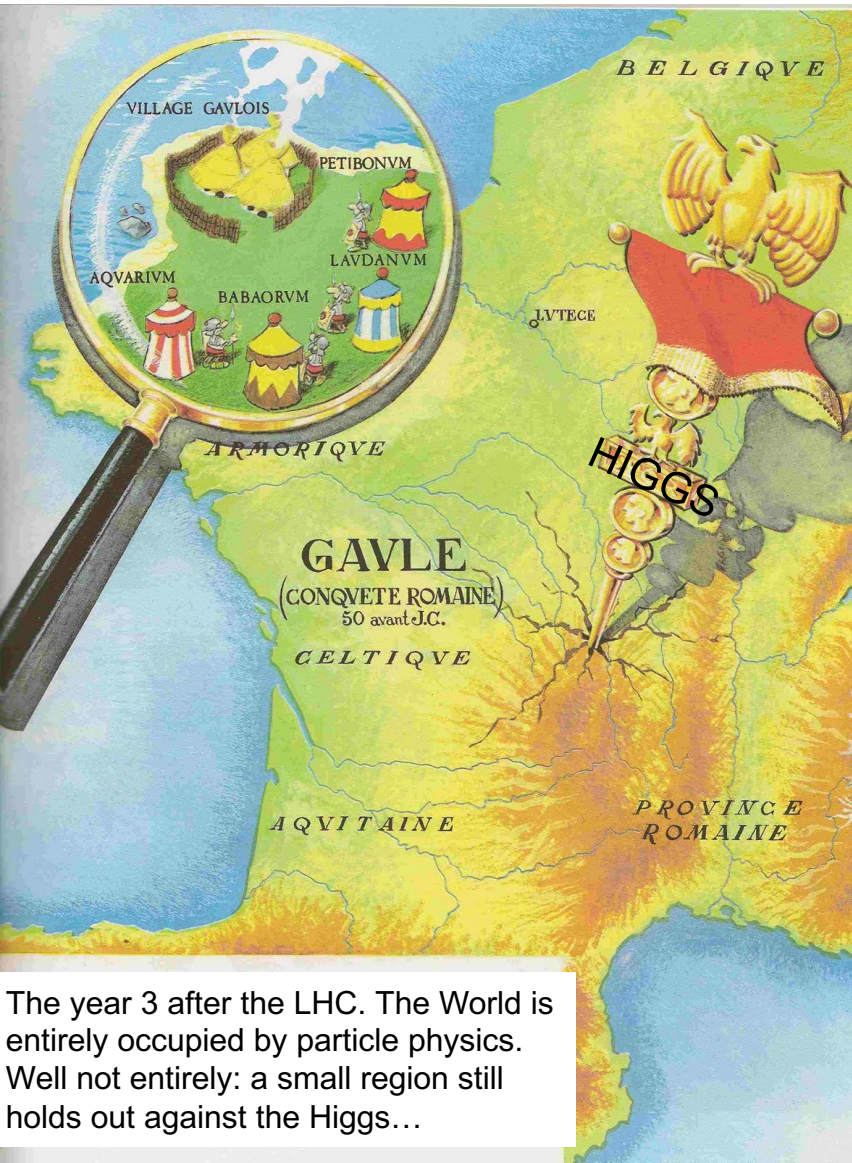 BELGIQVE
VILLAGE GAVLOIS
PETIBONVM
LAVDANVM
AQVARIVM
BABAORVM
LVTECE
ARMORIQVE
HIGGS
GAVLE
(CONQVETE ROMAINE)
50 avant J.C.
CELTIQVE
AQVITAINE
PROVINCE
ROMAINE
The year 3 after the LHC. The World is
entirely occupied by particle physics.
Well not entirely: a small region still
holds out against the Higgs…